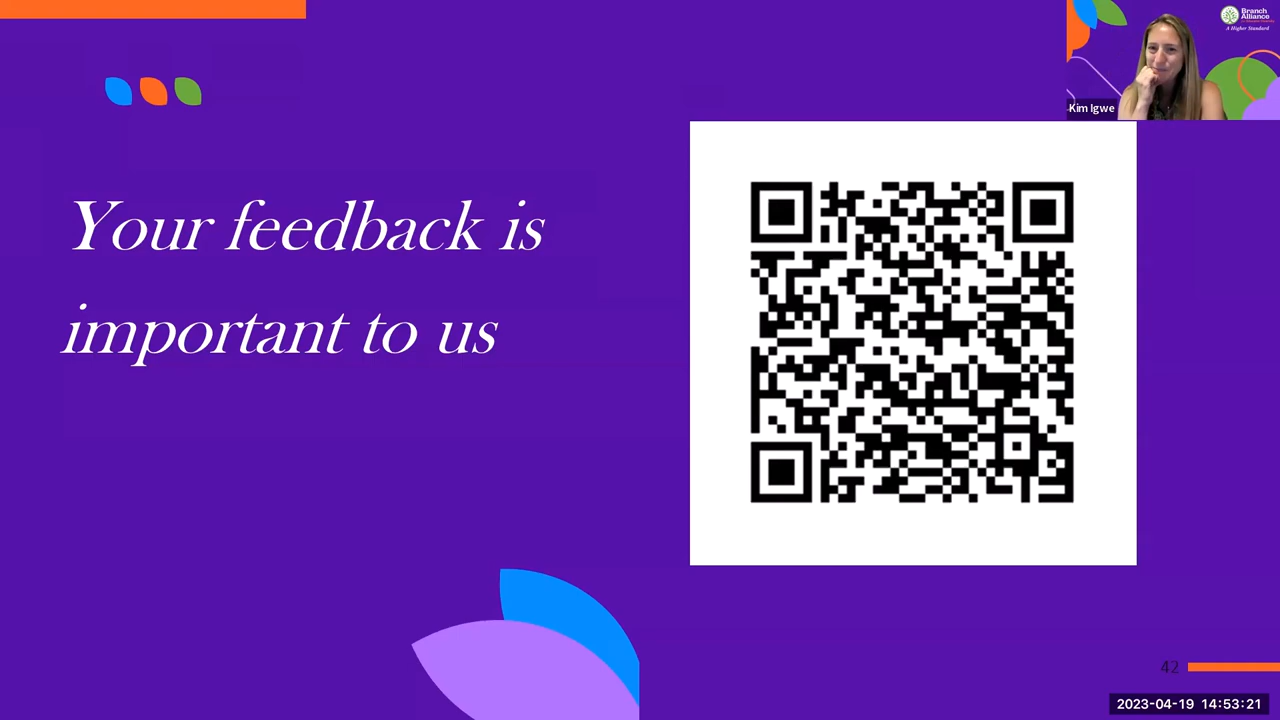 Branch
Alliance
A Higher Standard
Kim Igwe
Your feedback is
important to us
42
2023-04-19 14:53:21